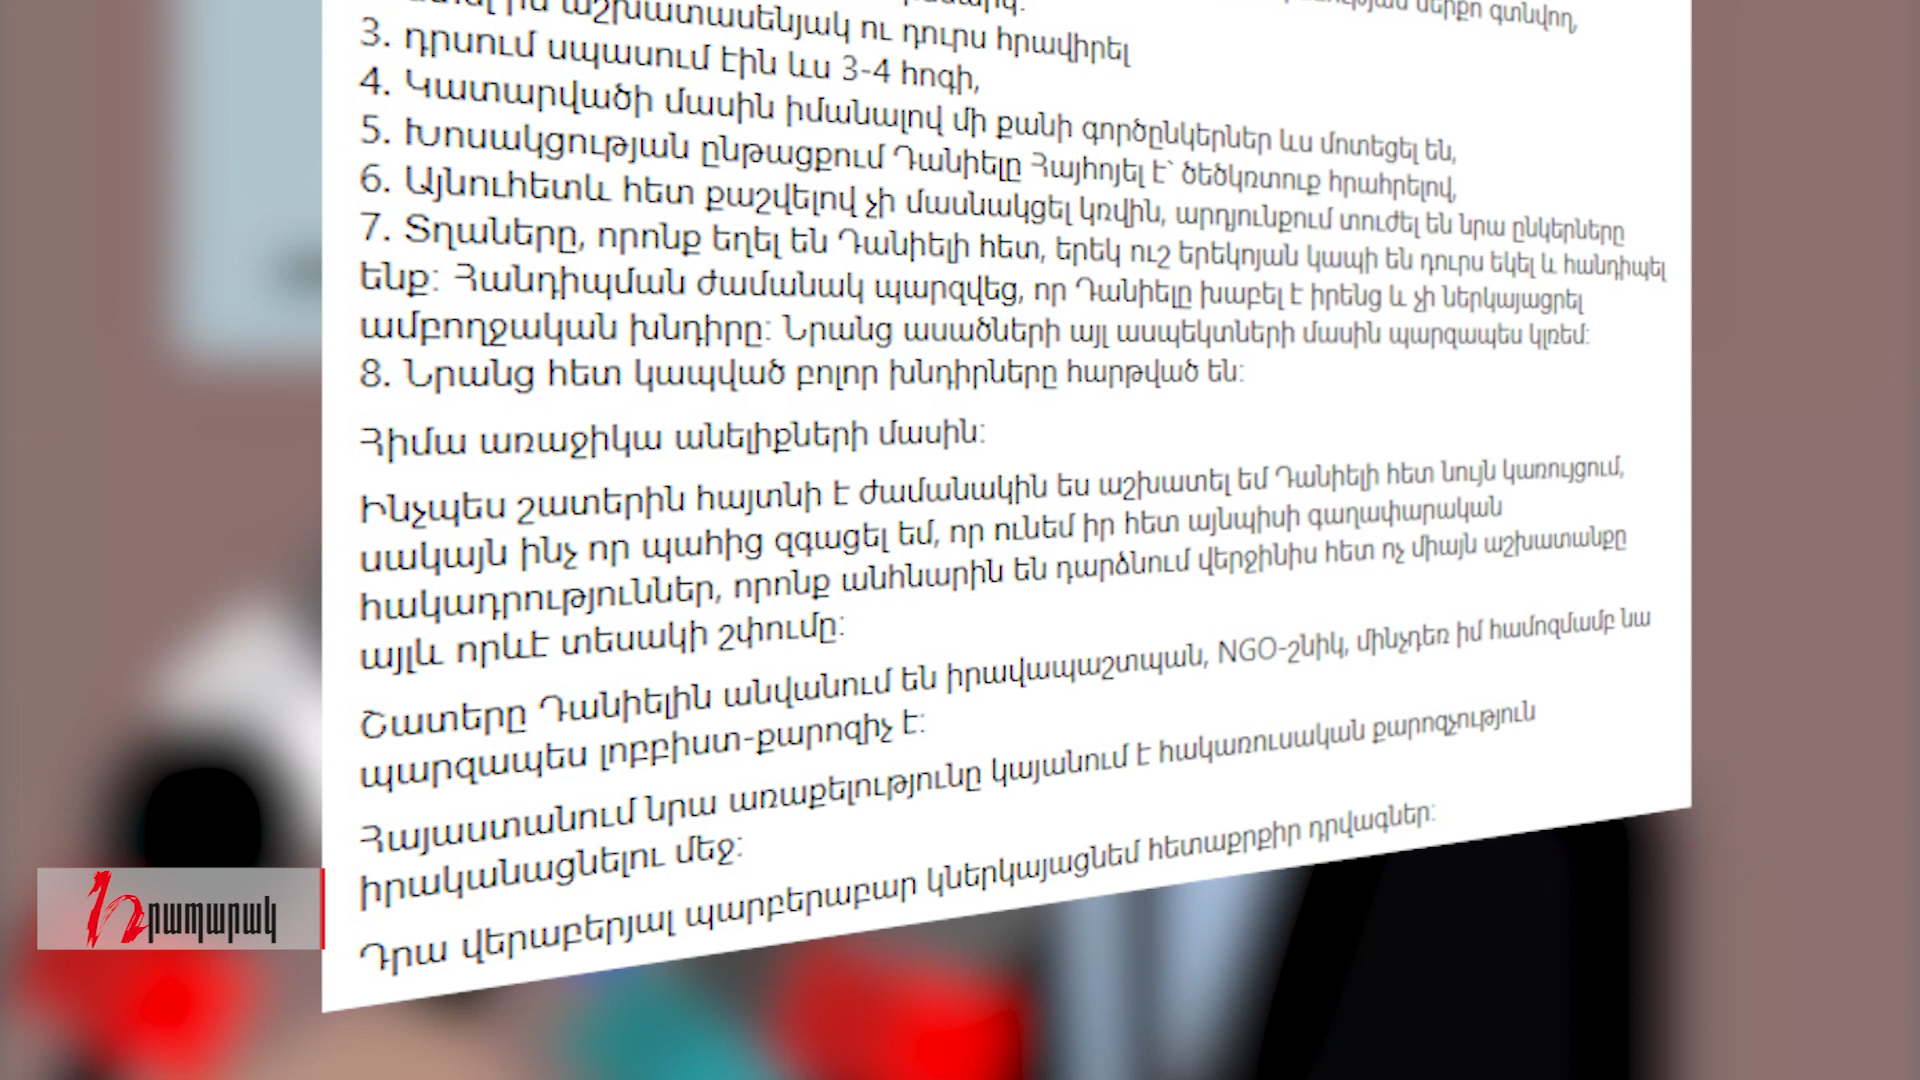 աշխատասենյակ ու դուրս հրավիրել
3. դրսում սպասում էին ևս 3-4 հոգի,
4. Կատարվածի մասին իմանալով մի քանի գործընկերներ ևս մոտեցել են,
5. Խոսակցության ընթացքում Դանիելը Հայհոյել է՝ ծեծկռտուք հրահրելով,
6. Այնուհետև հետ քաշվելով չի մասնակցել կռվին, արդյունքում տուժել են նրա ընկերները
7. Տղաները, որոնք եղել են Դանիելի հետ, երեկ ուշ երեկոյան կապի են դուրս եկել և հանդիպել
ենք: Հանդիպման ժամանակ պարզվեց, որ Դանիելը խաբել է իրենց և չի ներկայացրել
ամբողջական խնդիրը: Նրանց ասածների այլ ասպեկտների մասին պարզապես կլռեմ:
8. Նրանց հետ կապված բոլոր խնդիրները հարթված են:
Հիմա առաջիկա անելիքների մասին:
Ինչպես շատերին հայտնի է ժամանակին ես աշխատել եմ Դանիելի հետ նույն կառույցում,
սակայն ինչ որ պահից զգացել եմ, որ ունեմ իր հետ այնպիսի գաղափարական
հակադրություններ, որոնք անհնարին են դարձնում վերջինիս հետ ոչ միայն աշխատանքը
այլև որևէ տեսակի շփումը:
Շատերը Դանիելին անվանում են իրավապաշտպան, NGO-շնիկ, մինչդեռ իմ համոզմամբ նա
պարզապես լոբբիստ-քարոզիչ է:
Հայաստանում նրա առաքելությունը կայանում է հակառուսական քարոզչություն
իրականացնելու մեջ:
Դրա վերաբերյալ պարբերաբար կներկայացնեմ հետաքրքիր դրվագներ:
Հրապարակ